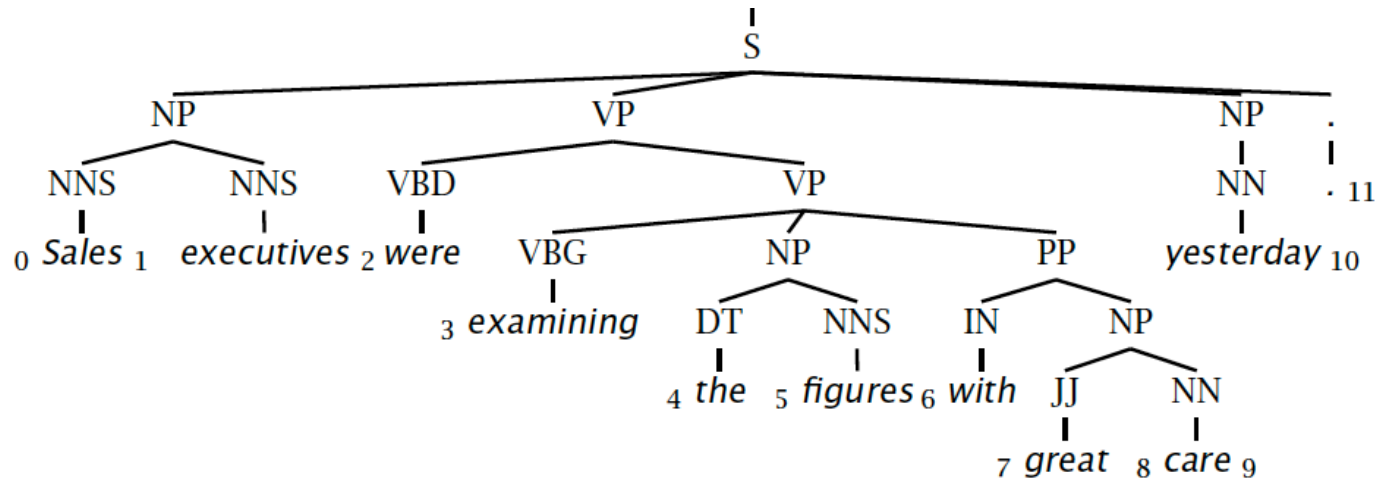 S
NP VP NP .
NNS NNS VBD VP NN . 11
0 Sales 1 executives 2 were VBG NP PP yesterday 10
3 examining DT NNS IN NP
4 the 5 figures 6 with JJ NN
7 great 8 care 9